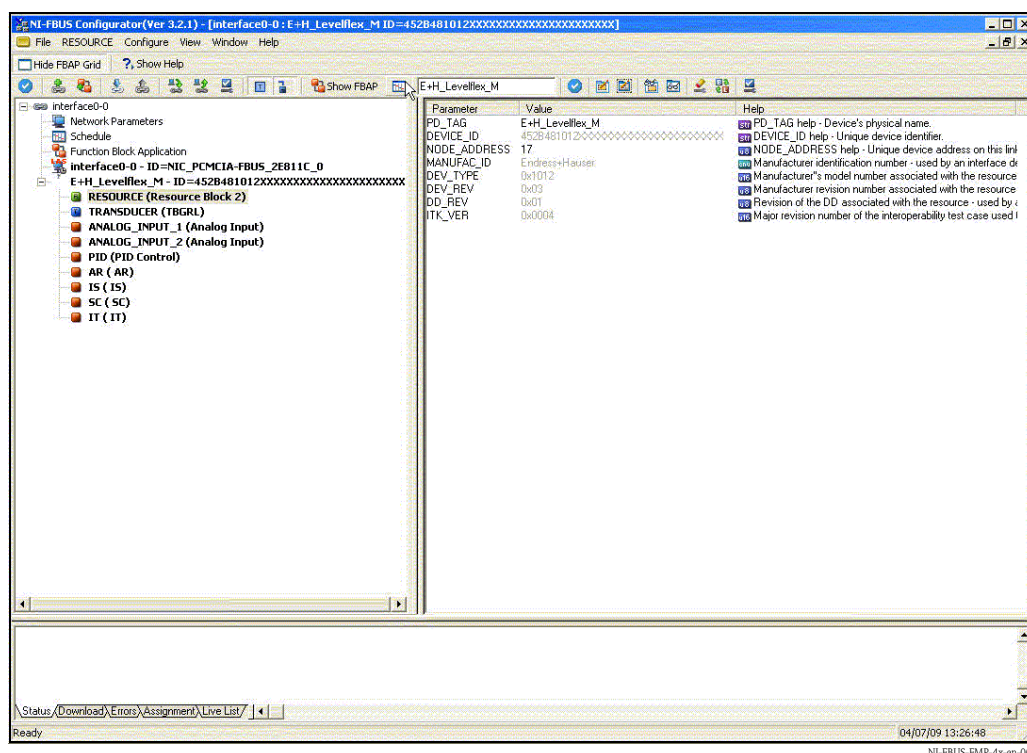 NI-FBUS Configurator(Ver 3.2.1) - [interface0-0 : E+H_Levelflex_M ID=452B481012XXXXXXXXXXXXXXXXXXXXXX]
File RESOURCE Configure View Window Help
Hide FBAP Grid ?, Show Help
Show FBAP E+H_Levelflex_M
interface0-0
Network Parameters
Schedule
Function Block Application
interface0-0 - ID=NIC_PCMCIA-FBUS_2E811C_0
E+H_Levelflex_M - ID=452B481012XXXXXXXXXXXXXXXXXXXXXX
RESOURCE (Resource Block 2)
TRANSDUCER (TBGRL)
ANALOG_INPUT_1 (Analog Input)
ANALOG_INPUT_2 (Analog Input)
PID (PID Control)
AR ( AR)
IS ( IS)
SC ( SC)
IT ( IT)
Parameter Value Help
PD_TAG E+H_Levelflex_M PD_TAG help - Device's physical name.
DEVICE_ID 452B481012XXXXXXXXXXXXXXXXXXXXXX DEVICE_ID help - Unique device identifier.
NODE_ADDRESS 17 NODE_ADDRESS help - Unique device address on this link
MANUFAC_ID Endress+Hauser Manufacturer identification number - used by an interface de
DEV_TYPE 0x1012 Manufacturer"s model number associated with the resource
DEV_REV 0x03 Manufacturer revision number associated with the resource
DD_REV 0x01 Revision of the DD associated with the resource - used by a
ITK_VER 0x0004 Major revision number of the interoperability test case used
Status Download Errors Assignment Live List
Ready 04/07/09 13:26:48